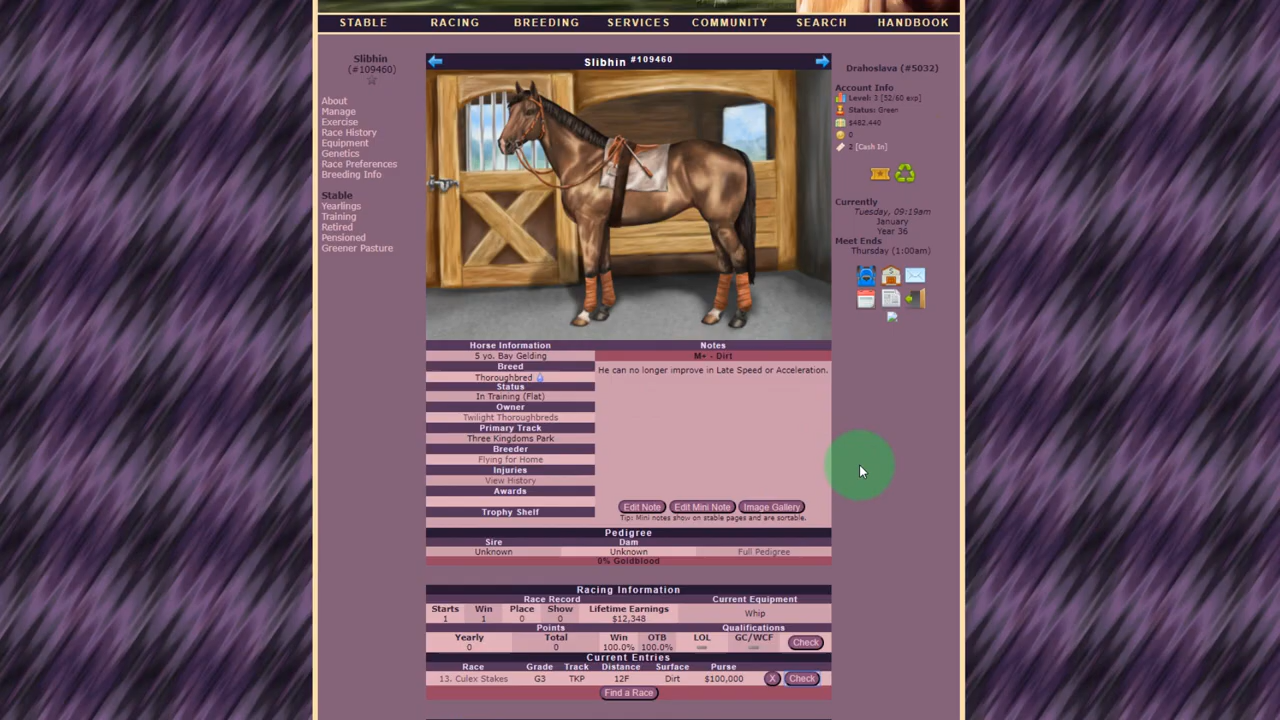 STABLE RACING BREEDING SERVICES COMMUNITY SEARCH HANDBOOK
Slibhin
(#109460)
About
Manage
Exercise
Race History
Equipment
Genetics
Race Preferences
Breeding Info
Stable
Yearlings
Training
Retired
Pensioned
Greener Pasture
Slibhin #109460
Horse Information
5 yo. Bay Gelding
Breed
Thoroughbred
Status
In Training (Flat)
Owner
Twilight Thoroughbreds
Primary Track
Three Kingdoms Park
Breeder
Flying for Home
Injuries
View History
Awards
Trophy Shelf
Notes
M+ - Dirt
He can no longer improve in Late Speed or Acceleration.
Edit Note Edit Mini Note Image Gallery
Tip: Mini notes show on stable pages and are sortable.
Pedigree
Sire Dam
Unknown Unknown Full Pedigree
0% Goldblood
Racing Information
Race Record Current Equipment
Starts Win Place Show Lifetime Earnings
1 1 0 0 $12,348
Whip
Points Qualifications
Yearly Total Win OTB LOL GC/WCF
0 0 100.0% 100.0% Check
Current Entries
Race Grade Track Distance Surface Purse
13. Culex Stakes G3 TKP 12F Dirt $100,000 X Check
Find a Race
Drahoslava (#5032)
Account Info
Level: 3 [52/60 exp]
Status: Green
$482,440
0
2 [Cash In]
Currently
Tuesday, 09:19am
January
Year 36
Meet Ends
Thursday (1:00am)